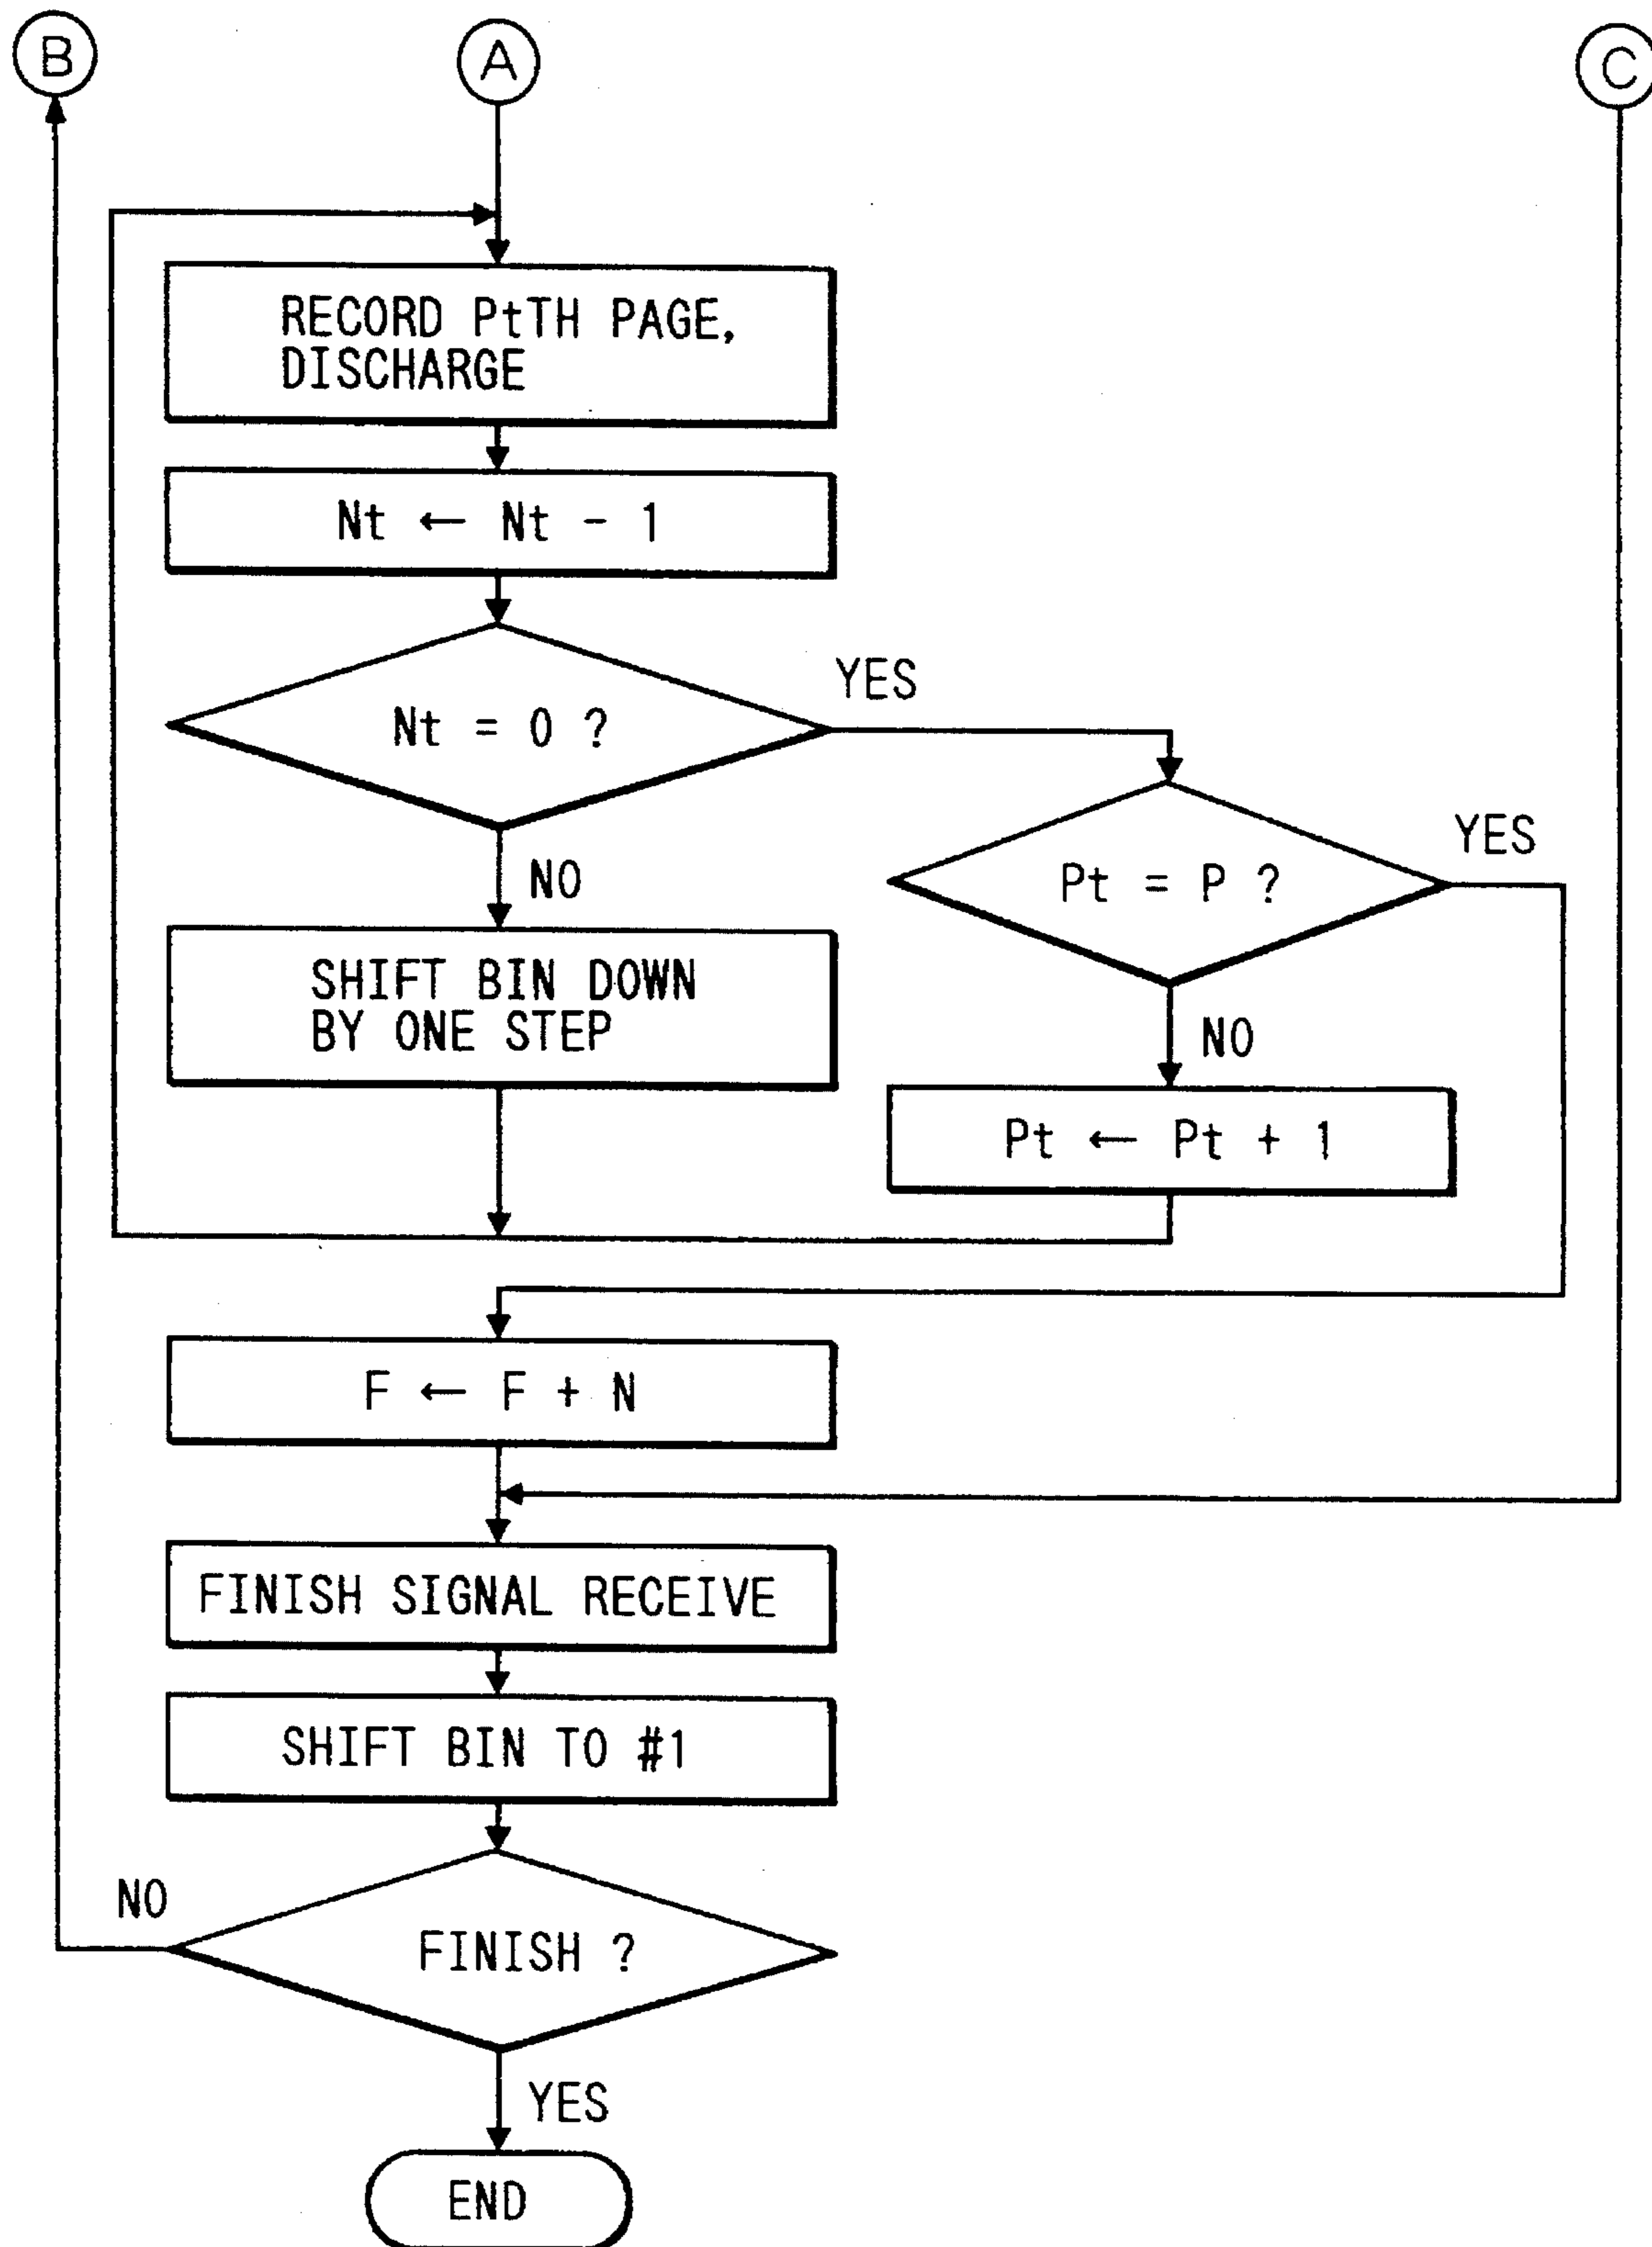 B
A
C
RECORD PtTH PAGE,
DISCHARGE
Nt ← Nt - 1
YES
Nt = 0 ?
YES
Pt = P ?
NO
SHIFT BIN DOWN
BY ONE STEP
NO
Pt ← Pt + 1
F ← F + N
FINISH SIGNAL RECEIVE
SHIFT BIN TO #1
NO
FINISH ?
YES
END